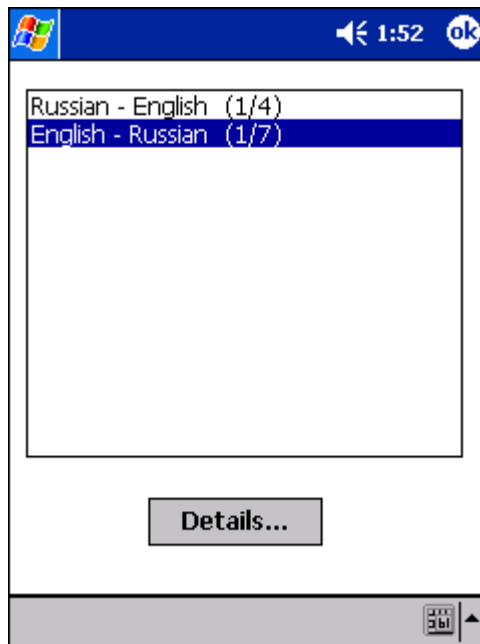 1:52 ok
Russian - English (1/4)
English - Russian (1/7)
Details...